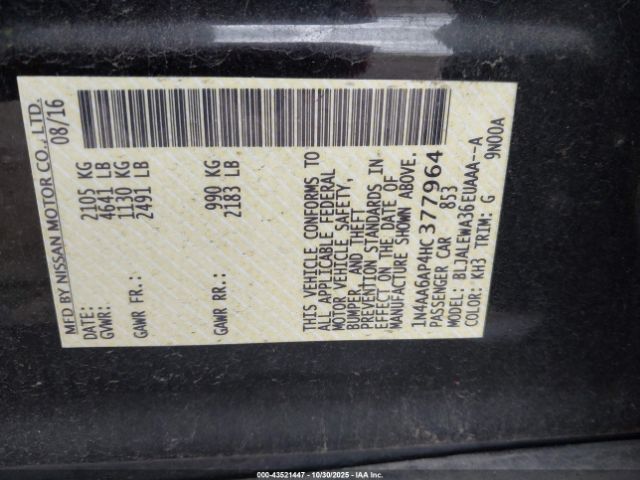 MFD BY NISSAN MOTOR CO., LTD.
DATE: 08/16
GVWR: 2105 KG
4641 LB
GAWR FR.: 1130 KG
2491 LB
GAWR RR.: 990 KG
2183 LB
THIS VEHICLE CONFORMS TO
ALL APPLICABLE FEDERAL
MOTOR VEHICLE SAFETY,
BUMPER, AND THEFT
PREVENTION STANDARDS IN
EFFECT ON THE DATE OF
MANUFACTURE SHOWN ABOVE.
1N4AA6AP4HC377964
PASSENGER CAR 853
MODEL: BLJALEWA36EUAAA--A
COLOR: KH3 TRIM: G 9N00A
000-43521447 - 10/30/2025 - IAA Inc.